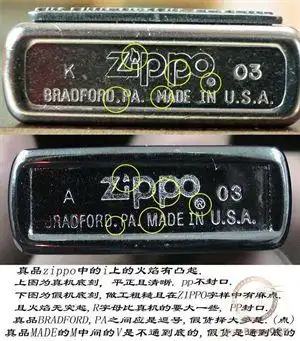 zippo
®
K 03
BRADFORD,PA. MADE IN U.S.A.
zippo
®
A 03
BRADFORD,PA. MADE IN U.S.A.
真品zippo中的i上的火焰有凸起.
上图为真机底刻, 平正且清晰. pp不封口.
下图为假机底刻, 做工粗糙且在ZIPPO字样中有麻点.
且火焰无突起, R字母比真机的要大一些, PP封口.
真品BRADFORD,PA之间应是逗号, 假货择大多是.(点)
真品MADE的M中间的V是不通到底的, 假货是通到底的